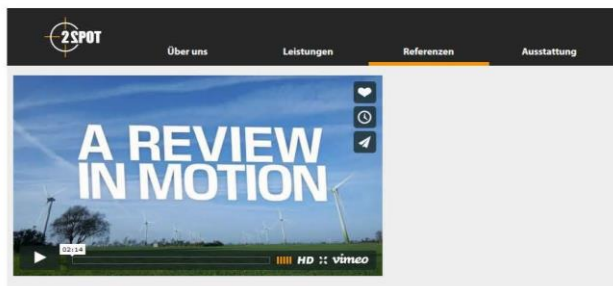 2SPOT
Über uns Leistungen Referenzen Ausstattung
A REVIEW
IN MOTION
02:14
HD vimeo